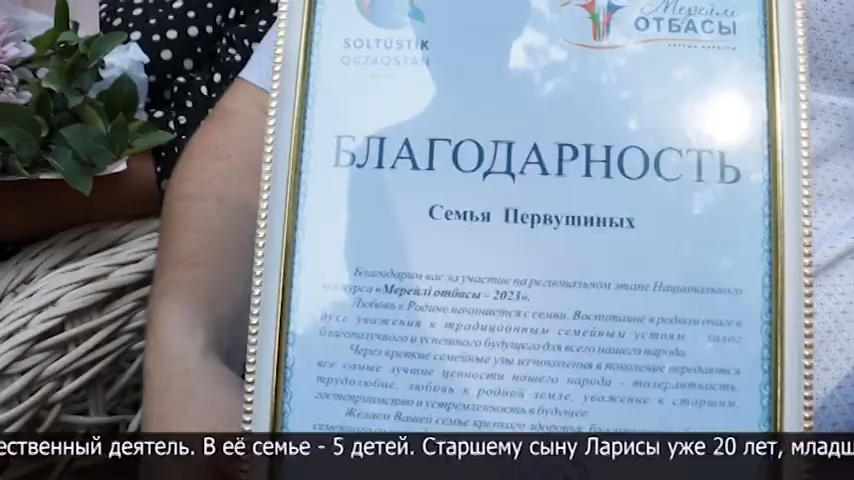 SOLTÜSTIK
QAZAQSTAN
Мерейлі
ОТБАСЫ
БЛАГОДАРНОСТЬ
Семья Первушиных
Благодарим вас за участие на региональном этапе Национального
конкурса «Мерейлі отбасы – 2023».
Любовь к Родине начинается с семьи. Воспитание в родном очаге в
духе уважения к традиционным семейным устоям - залог
благополучного и успешного будущего для всего нашего народа.
Через крепкие семейные узы из поколения в поколение передаются
все самые лучшие ценности нашего народа - толерантность,
трудолюбие, любовь к родной земле, уважение к старшим,
гостеприимство и устремленность в будущее.
Желаем Вашей семье крепкого здоровья,
ественный деятель. В её семье - 5 детей. Старшему сыну Ларисы уже 20 лет, младш